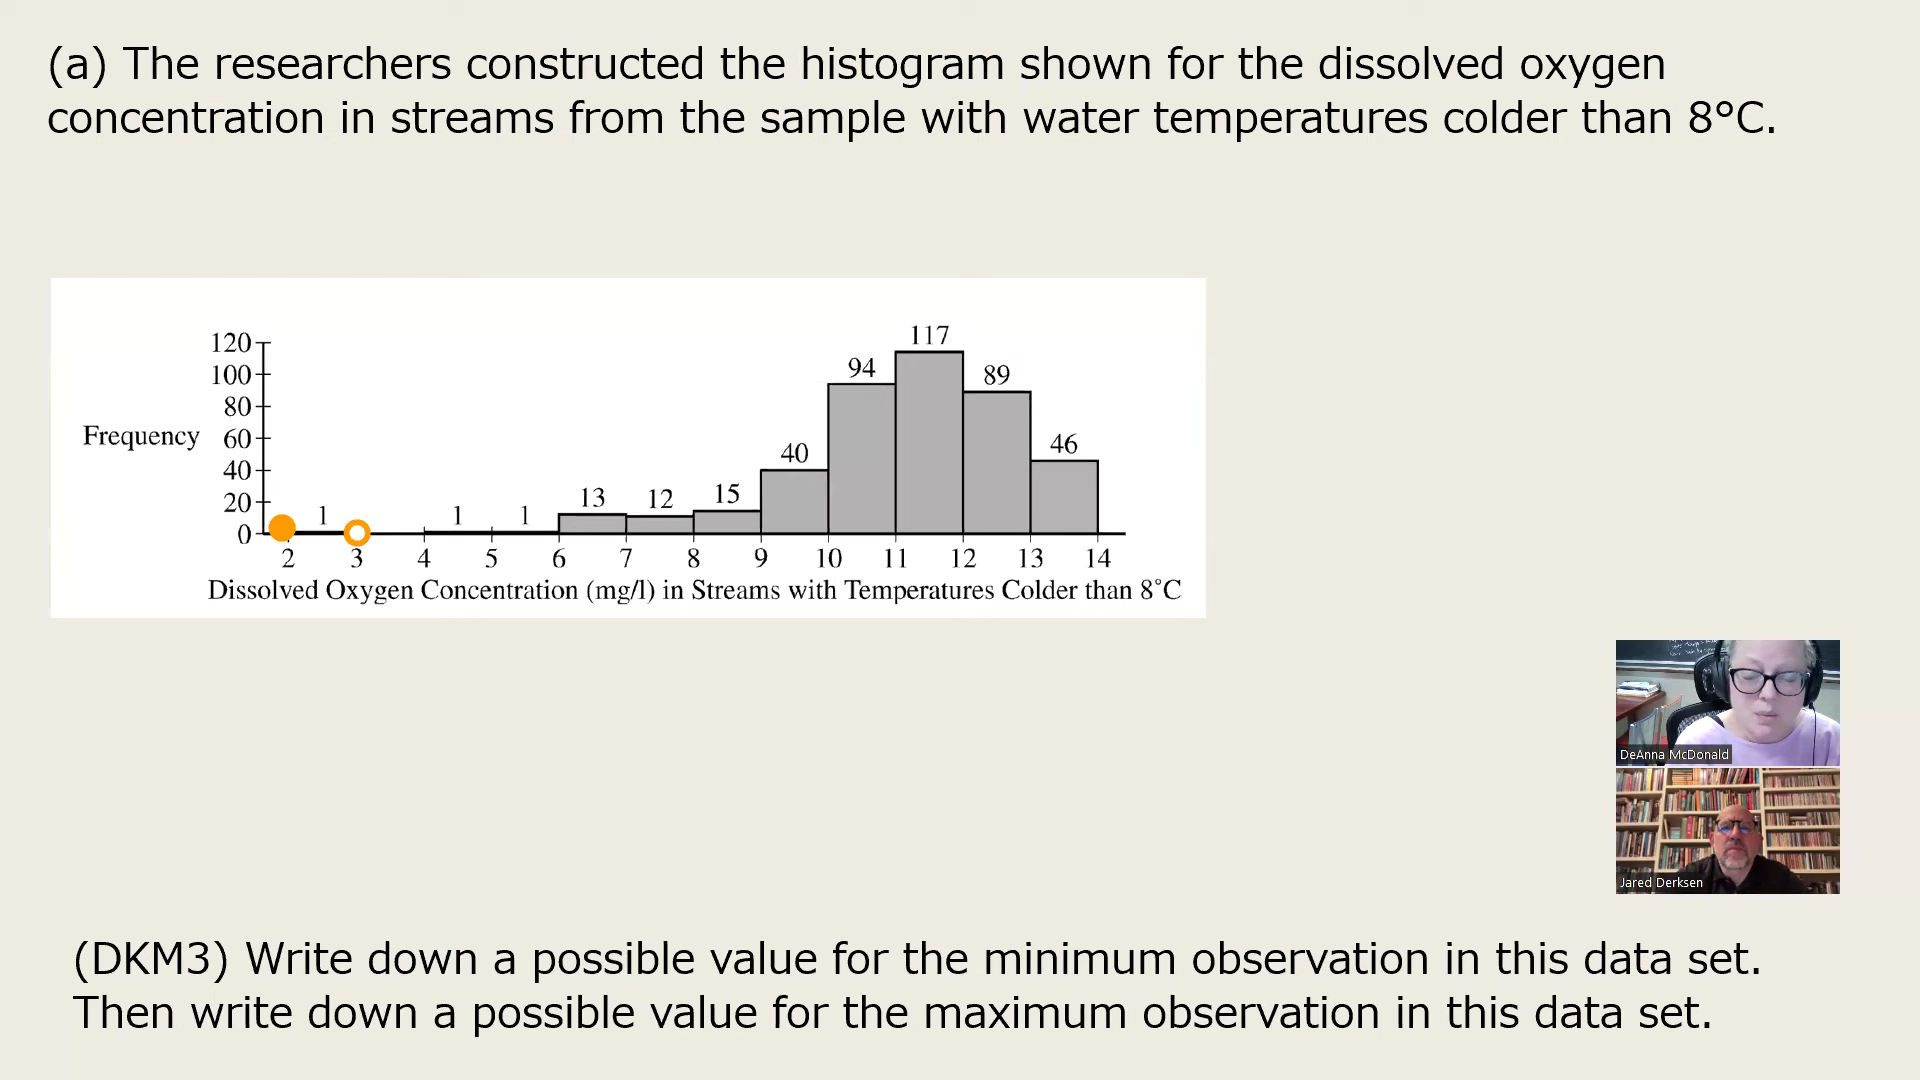 (a) The researchers constructed the histogram shown for the dissolved oxygen
concentration in streams from the sample with water temperatures colder than 8°C.
117
120
100
94
89
80
Frequency
60
46
40
40
20
1
1
1
13
12
15
0
2 3 4 5 6 7 8 9 10 11 12 13 14
Dissolved Oxygen Concentration (mg/l) in Streams with Temperatures Colder than 8°C
DeAnna McDonald
Jared Derksen
(DKM3) Write down a possible value for the minimum observation in this data set.
Then write down a possible value for the maximum observation in this data set.